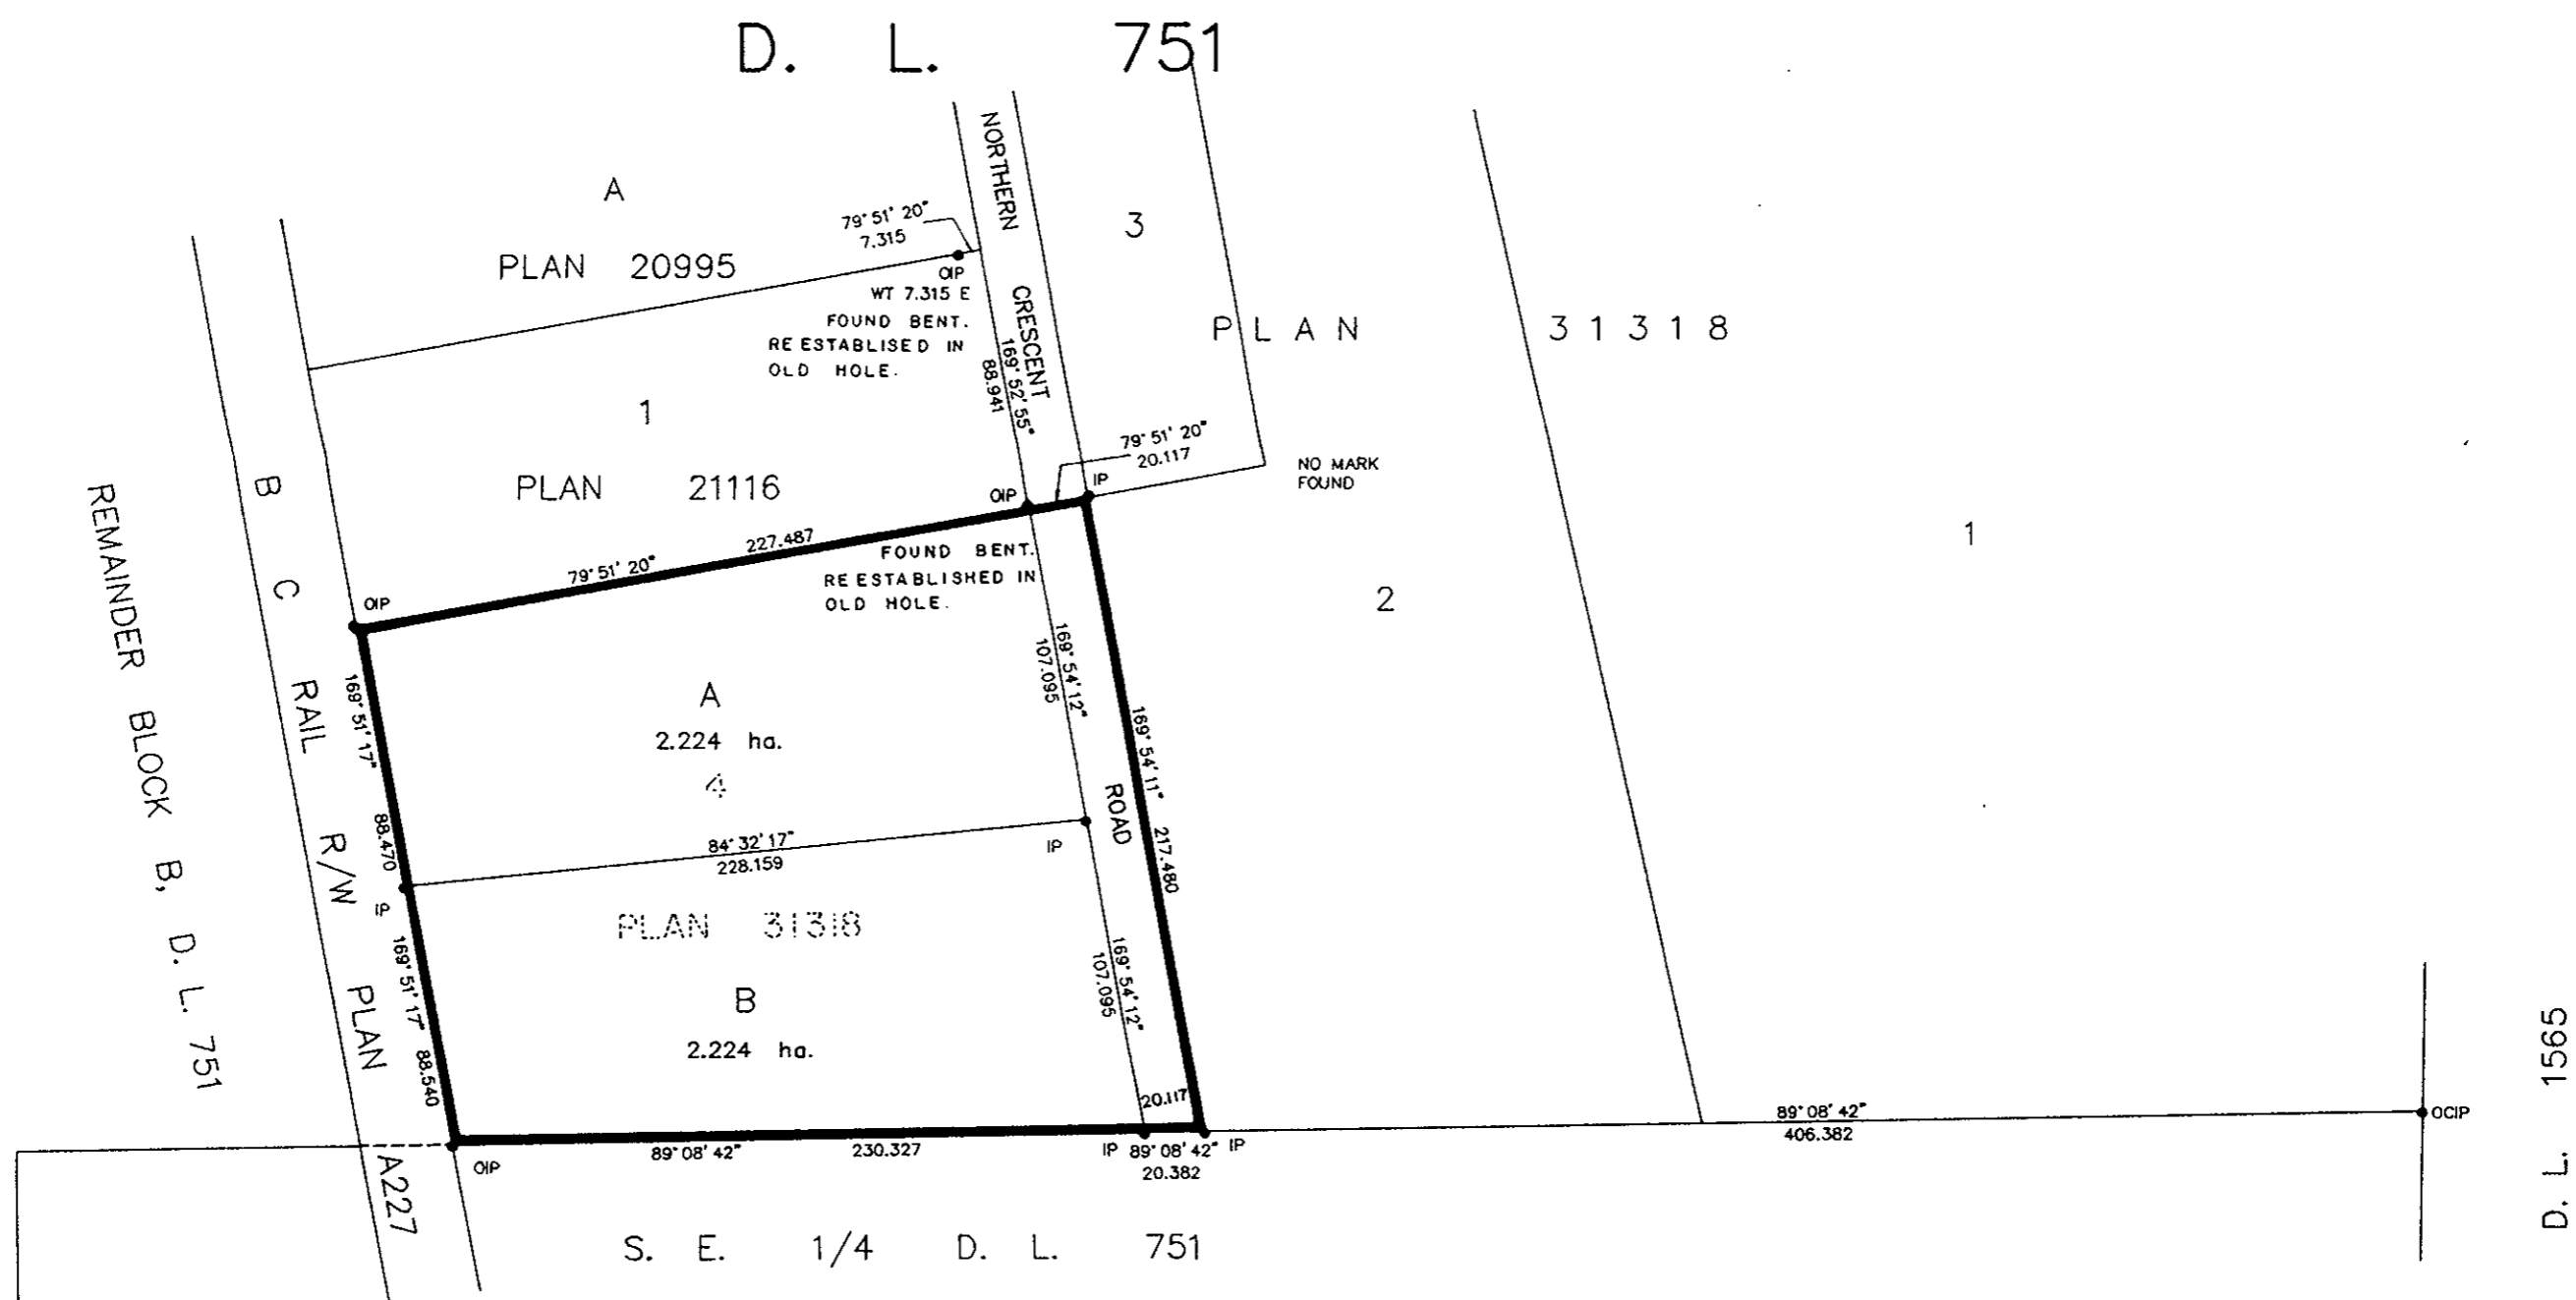 D. L. 751
NORTHERN CRESCENT
A
79° 51' 20"
7.315
3
PLAN 20995
OIP
WT 7.315 E
FOUND BENT.
RE ESTABLISED IN
OLD HOLE.
PLAN 31318
169° 52' 55"
88.941
1
79° 51' 20"
20.117
IP
NO MARK
FOUND
PLAN 21116
OIP
B C RAIL R/W PLAN A227
REMAINDER BLOCK B, D. L. 751
227.487
79° 51' 20"
FOUND BENT.
RE ESTABLISHED IN
OLD HOLE.
1
2
OIP
169° 54' 12"
107.095
169° 51' 17"
88.470
A
2.224 ha.
4
169° 54' 11"
217.480
ROAD
84° 32' 17"
228.159
IP
IP
PLAN 31318
169° 51' 17"
88.540
169° 54' 12"
107.095
B
2.224 ha.
20.117
89° 08' 42"
406.382
OCIP
D. L. 1565
OIP
89° 08' 42"
230.327
IP
89° 08' 42"
20.382
IP
S. E. 1/4 D. L. 751